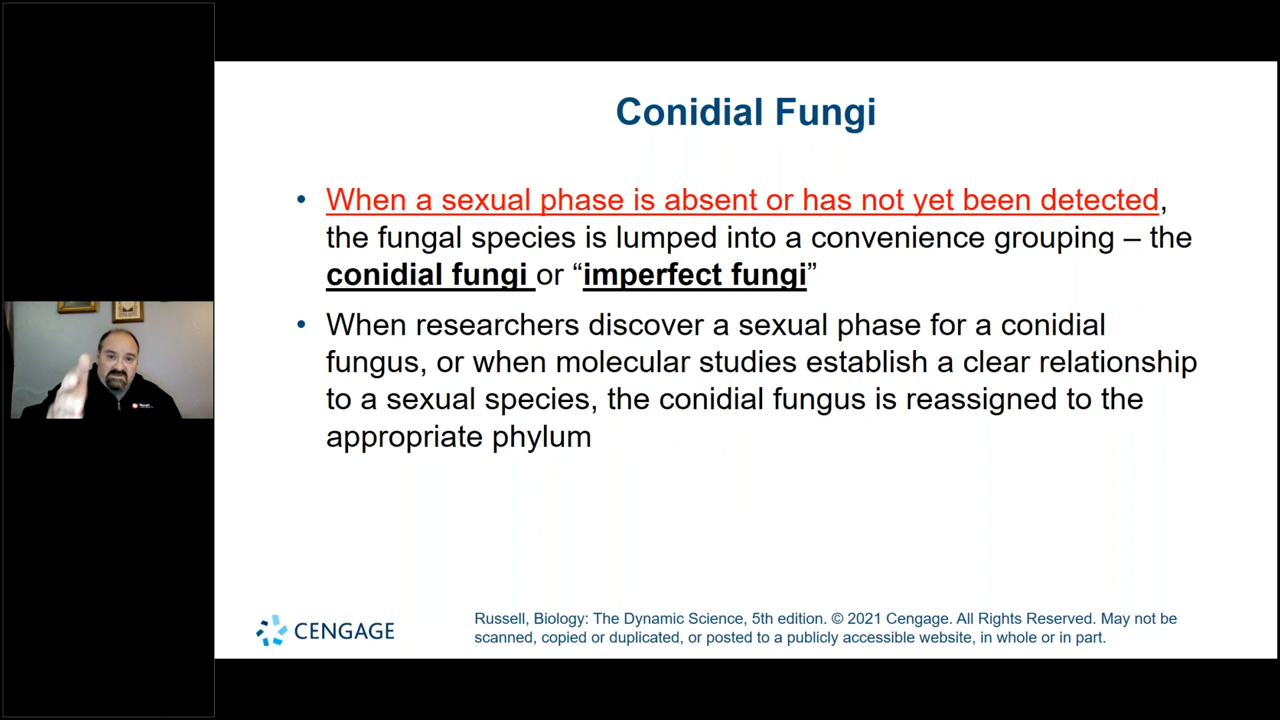 Conidial Fungi
• When a sexual phase is absent or has not yet been detected,
the fungal species is lumped into a convenience grouping – the
conidial fungi or “imperfect fungi”
• When researchers discover a sexual phase for a conidial
fungus, or when molecular studies establish a clear relationship
to a sexual species, the conidial fungus is reassigned to the
appropriate phylum
CENGAGE
Russell, Biology: The Dynamic Science, 5th edition. © 2021 Cengage. All Rights Reserved. May not be
scanned, copied or duplicated, or posted to a publicly accessible website, in whole or in part.